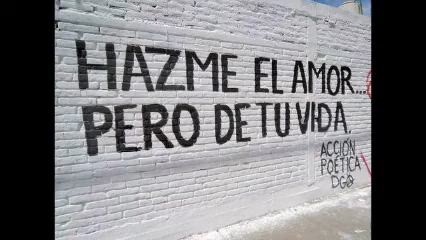 HAZME EL AMOR...
PERO DE TU VIDA.
ACCIÓN
POÉTICA
DGO